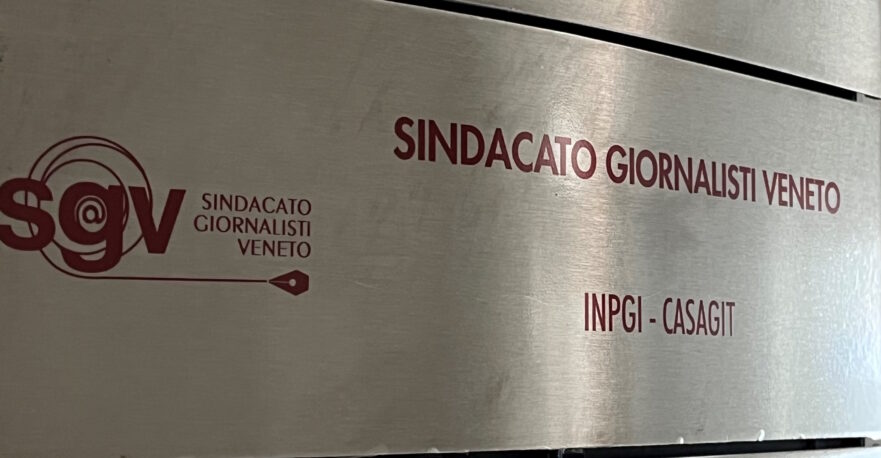 SINDACATO GIORNALISTI VENETO
sgv
@
SINDACATO
GIORNALISTI
VENETO
INPGI - CASAGIT